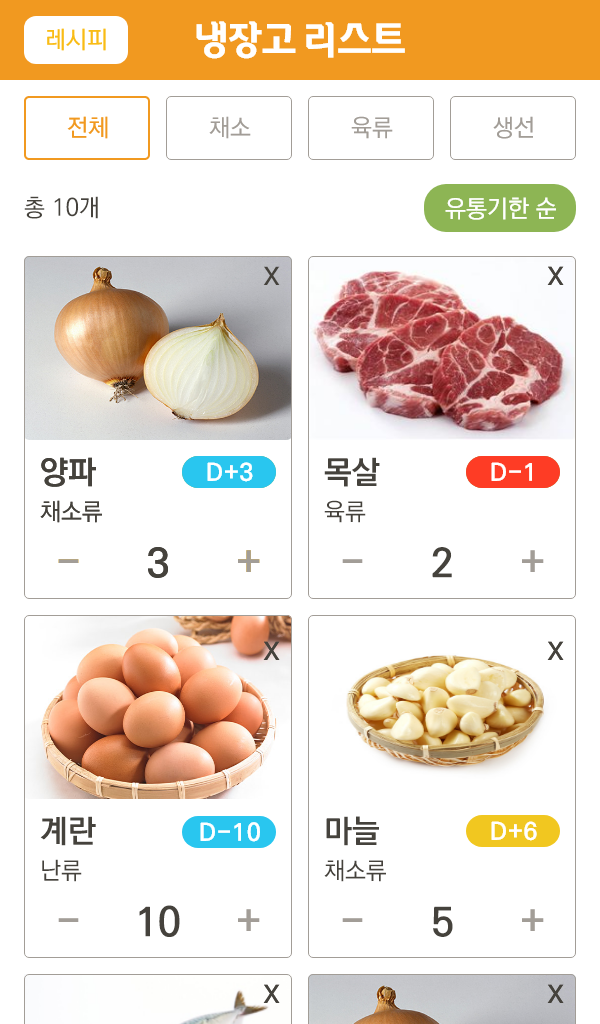 레시피
냉장고 리스트
전체
채소
육류
생선
총 10개
유통기한 순
X
X
양파
D+3
채소류
− 3 +
목살
D-1
육류
− 2 +
X
X
계란
D-10
난류
− 10 +
마늘
D+6
채소류
− 5 +
X
X